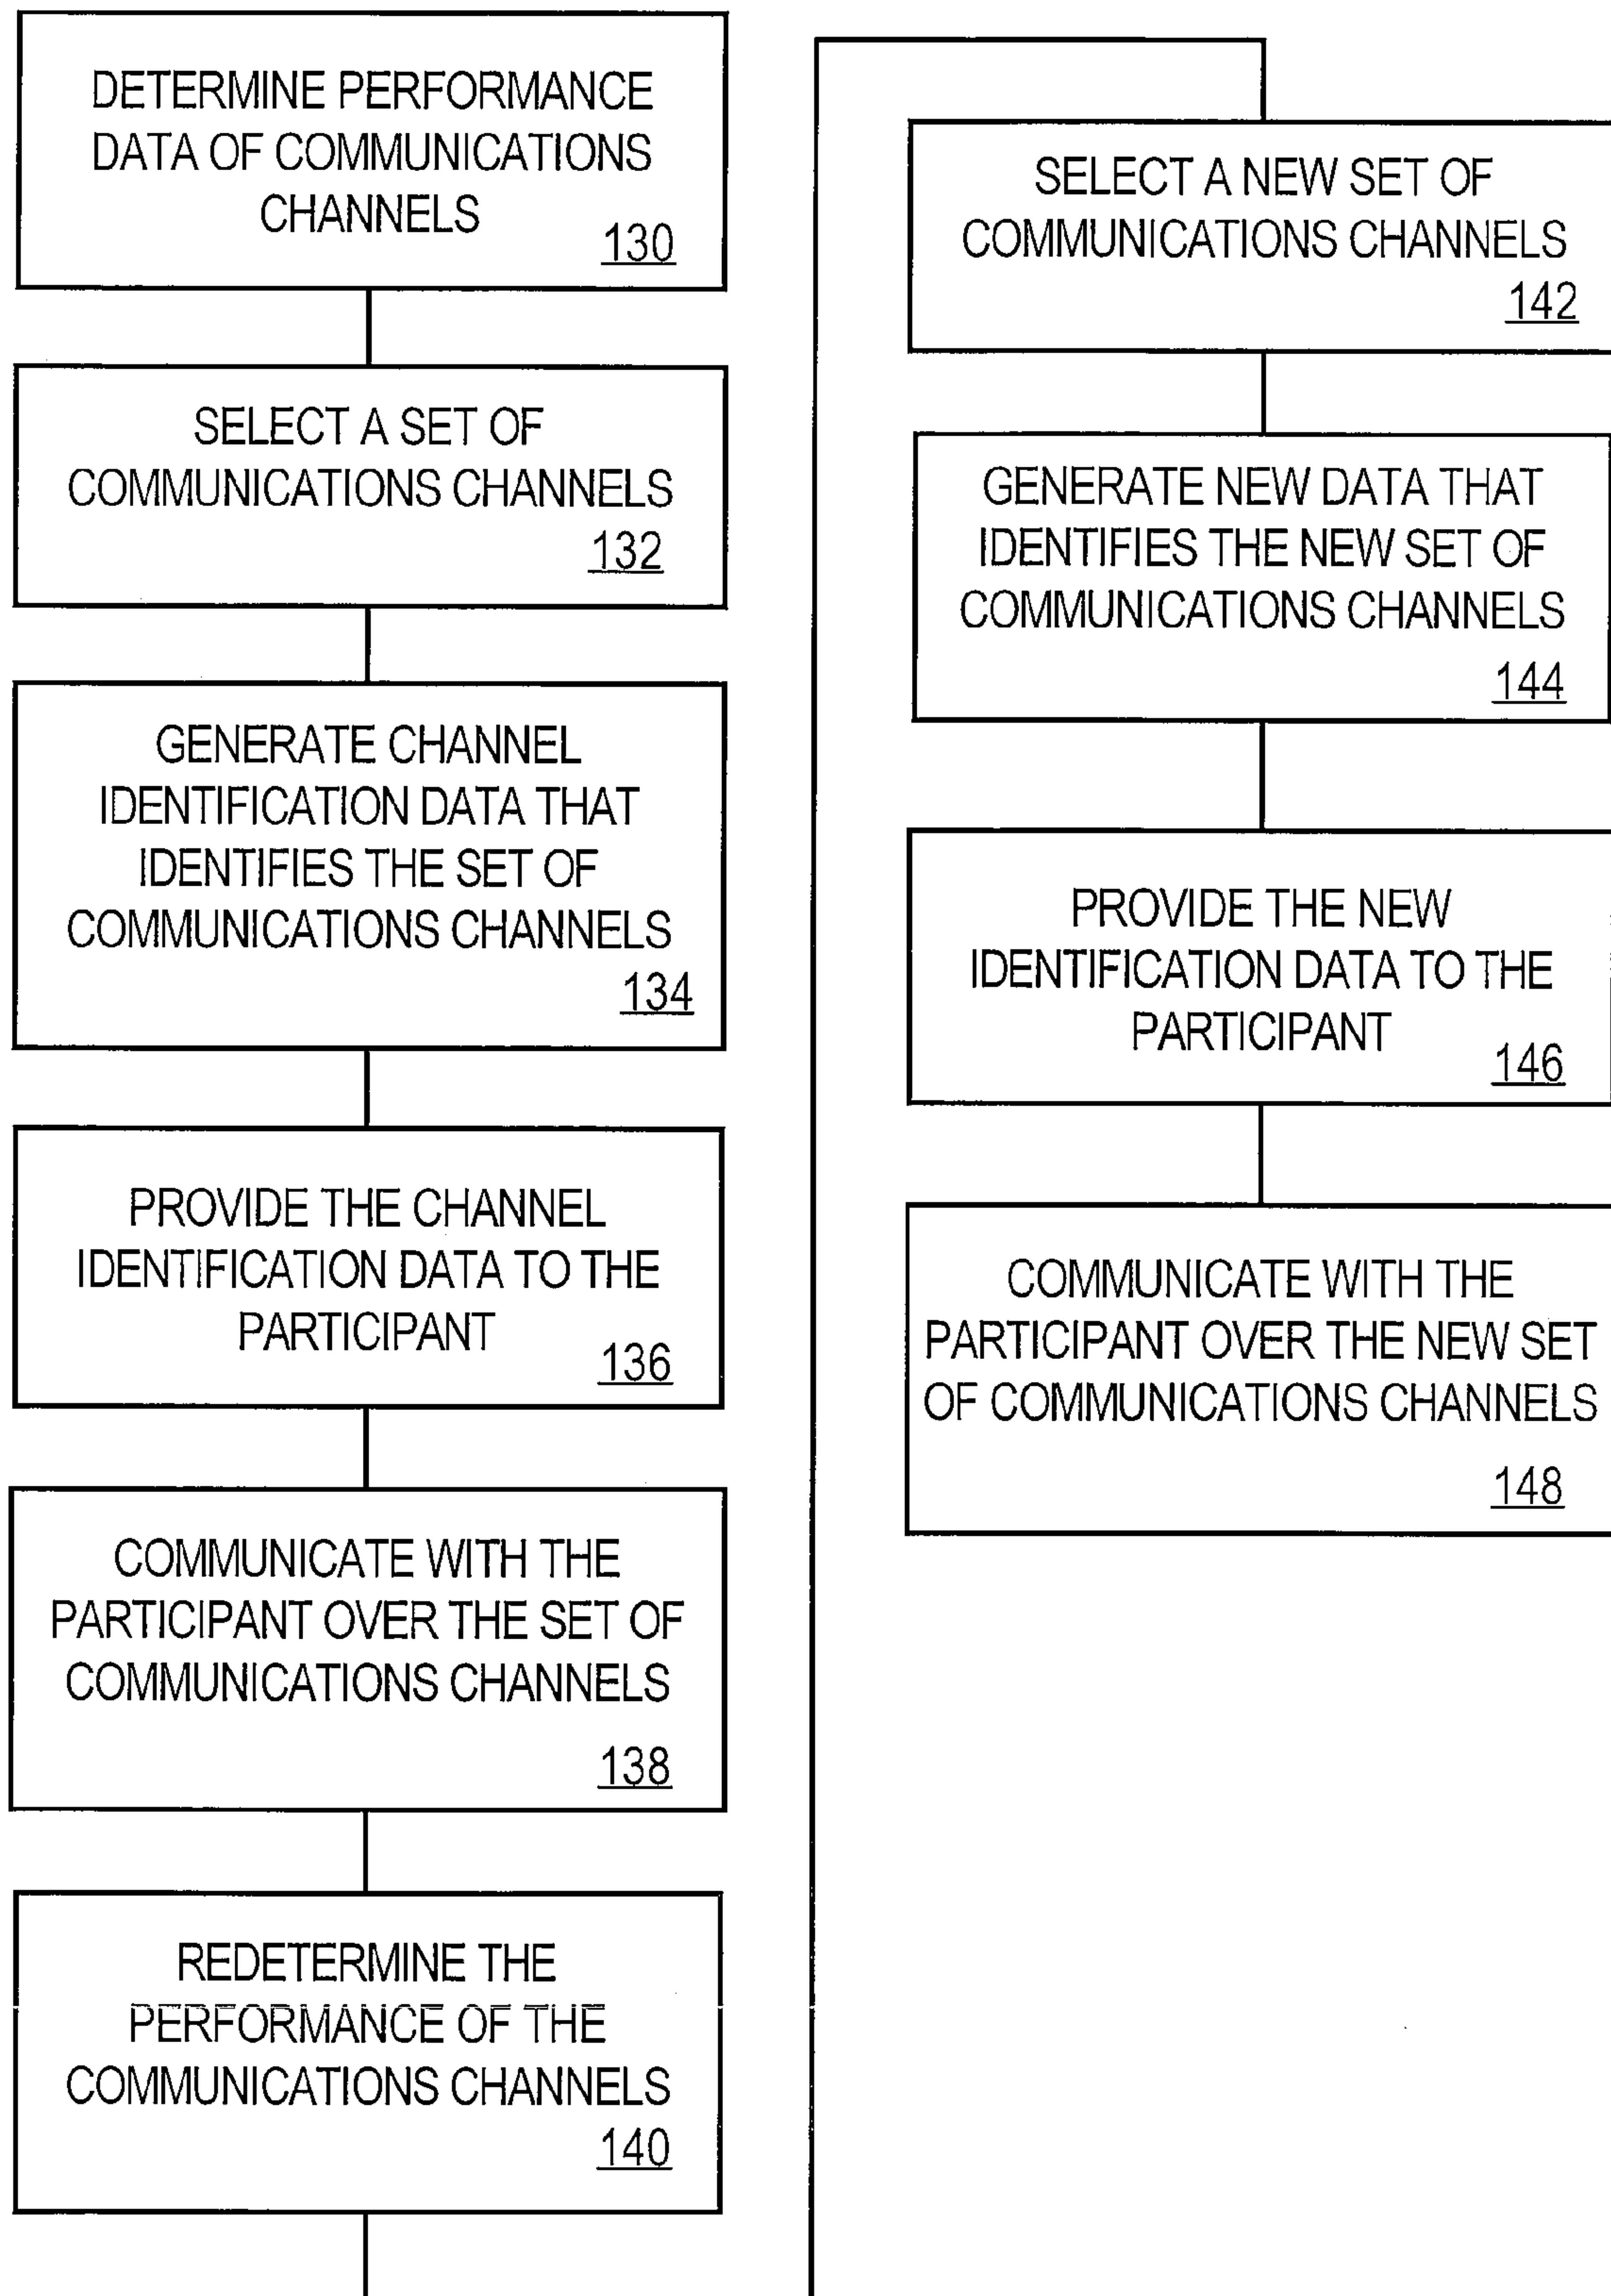 DETERMINE PERFORMANCE
DATA OF COMMUNICATIONS
CHANNELS
130
SELECT A SET OF
COMMUNICATIONS CHANNELS
132
GENERATE CHANNEL
IDENTIFICATION DATA THAT
IDENTIFIES THE SET OF
COMMUNICATIONS CHANNELS
134
PROVIDE THE CHANNEL
IDENTIFICATION DATA TO THE
PARTICIPANT
136
COMMUNICATE WITH THE
PARTICIPANT OVER THE SET OF
COMMUNICATIONS CHANNELS
138
REDETERMINE THE
PERFORMANCE OF THE
COMMUNICATIONS CHANNELS
140
SELECT A NEW SET OF
COMMUNICATIONS CHANNELS
142
GENERATE NEW DATA THAT
IDENTIFIES THE NEW SET OF
COMMUNICATIONS CHANNELS
144
PROVIDE THE NEW
IDENTIFICATION DATA TO THE
PARTICIPANT
146
COMMUNICATE WITH THE
PARTICIPANT OVER THE NEW SET
OF COMMUNICATIONS CHANNELS
148